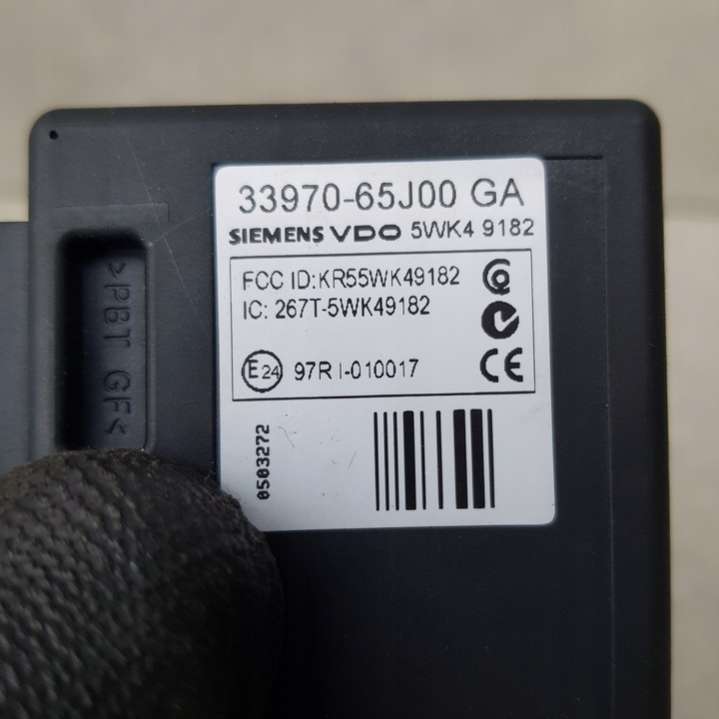 33970-65J00 GA
SIEMENS VDO 5WK4 9182
FCC ID:KR55WK49182
IC: 267T-5WK49182
E24 97R I-010017
CE
0503272
>PBT GF<